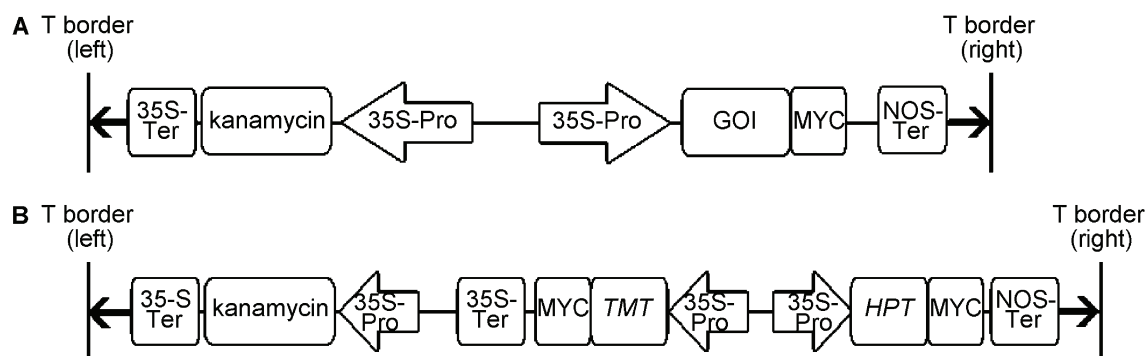 A
T border
(left)
T border
(right)
35S-
Ter
kanamycin
35S-Pro
35S-Pro
GOI
MYC
NOS-
Ter
B
T border
(left)
T border
(right)
35-S
Ter
kanamycin
35S-
Pro
35S-
Ter
MYC
TMT
35S-
Pro
35S-
Pro
HPT
MYC
NOS-
Ter